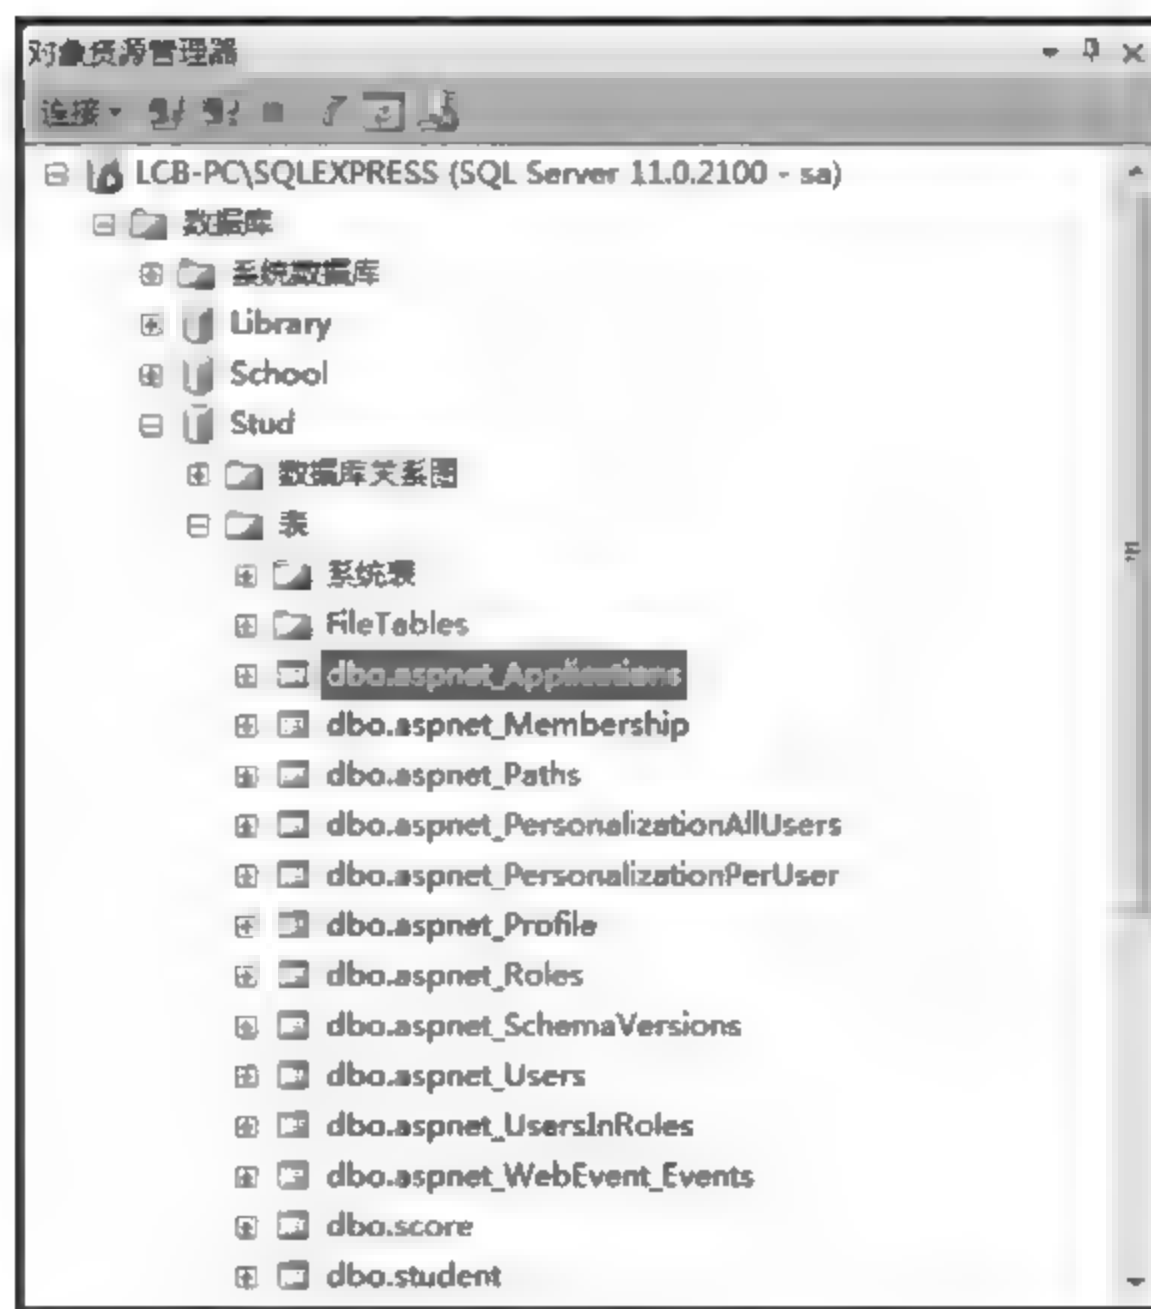 对象资源管理器
连接
LCB-PC\SQLEXPRESS (SQL Server 11.0.2100 - sa)
数据库
系统数据库
Library
School
Stud
数据库关系图
表
系统表
FileTables
dbo.aspnet_Applications
dbo.aspnet_Membership
dbo.aspnet_Paths
dbo.aspnet_PersonalizationAllUsers
dbo.aspnet_PersonalizationPerUser
dbo.aspnet_Profile
dbo.aspnet_Roles
dbo.aspnet_SchemaVersions
dbo.aspnet_Users
dbo.aspnet_UsersInRoles
dbo.aspnet_WebEvent_Events
dbo.score
dbo.student